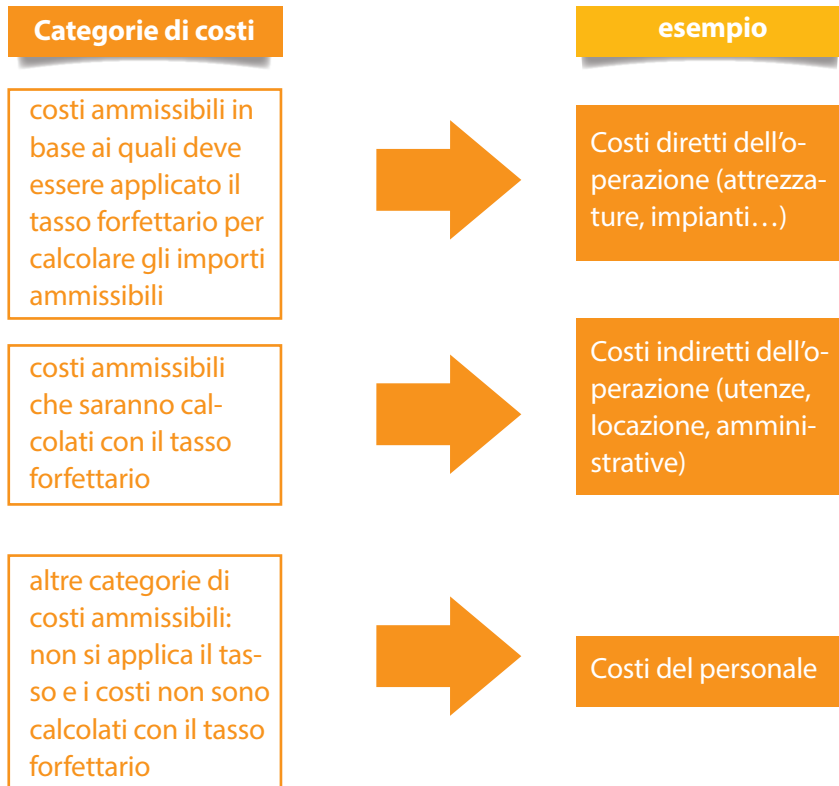 Categorie di costi
esempio
costi ammissibili in
base ai quali deve
essere applicato il
tasso forfettario per
calcolare gli importi
ammissibili
Costi diretti dell’o-
perazione (attrezza-
ture, impianti…)
costi ammissibili
che saranno cal-
colati con il tasso
forfettario
Costi indiretti dell’o-
perazione (utenze,
locazione, ammini-
strative)
altre categorie di
costi ammissibili:
non si applica il tas-
so e i costi non sono
calcolati con il tasso
forfettario
Costi del personale